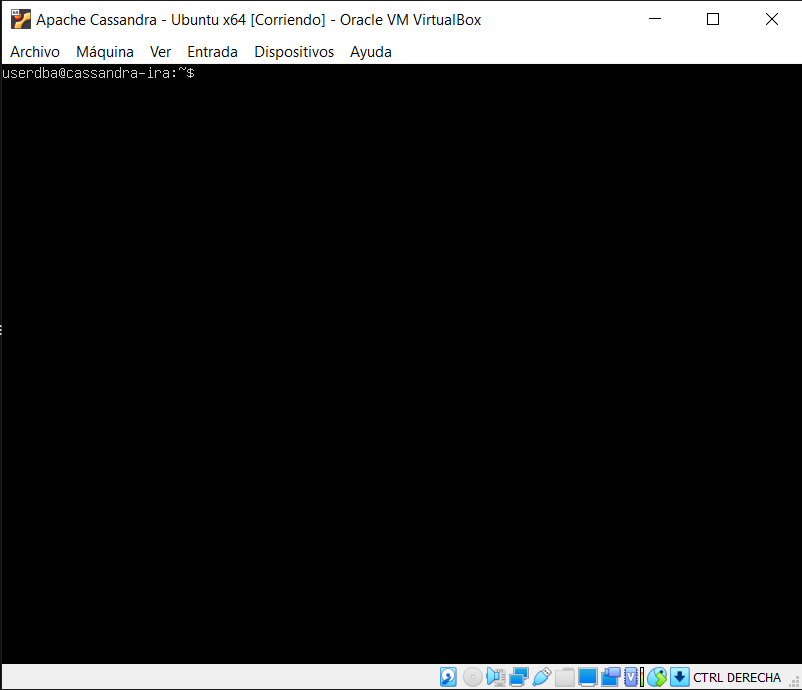 Apache Cassandra - Ubuntu x64 [Corriendo] - Oracle VM VirtualBox
Archivo Máquina Ver Entrada Dispositivos Ayuda
userdba@cassandra-ira:~$
CTRL DERECHA